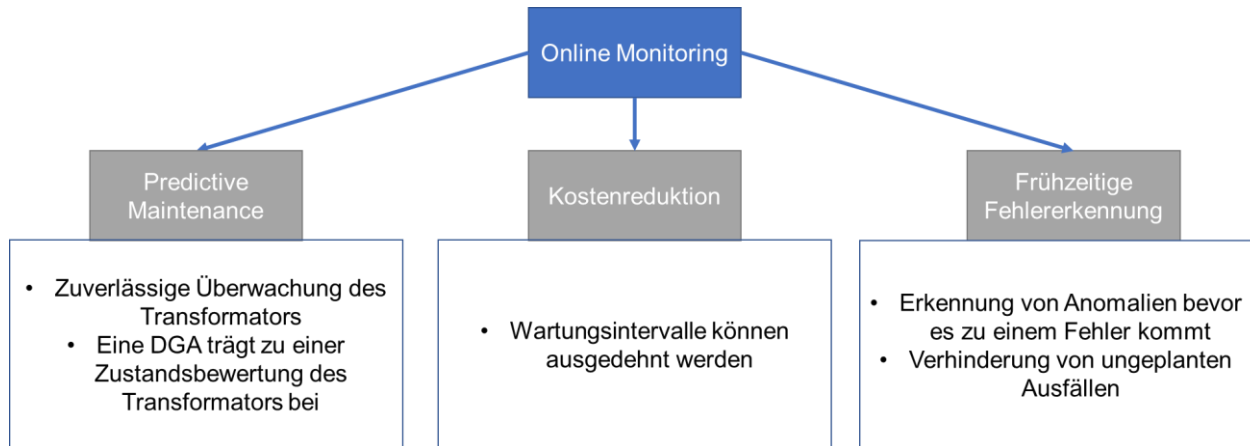 Online Monitoring
Predictive
Maintenance
Kostenreduktion
Frühzeitige
Fehlererkennung
• Zuverlässige Überwachung des
Transformators
• Eine DGA trägt zu einer
Zustandsbewertung des
Transformators bei
• Wartungsintervalle können
ausgedehnt werden
• Erkennung von Anomalien bevor
es zu einem Fehler kommt
• Verhinderung von ungeplanten
Ausfällen